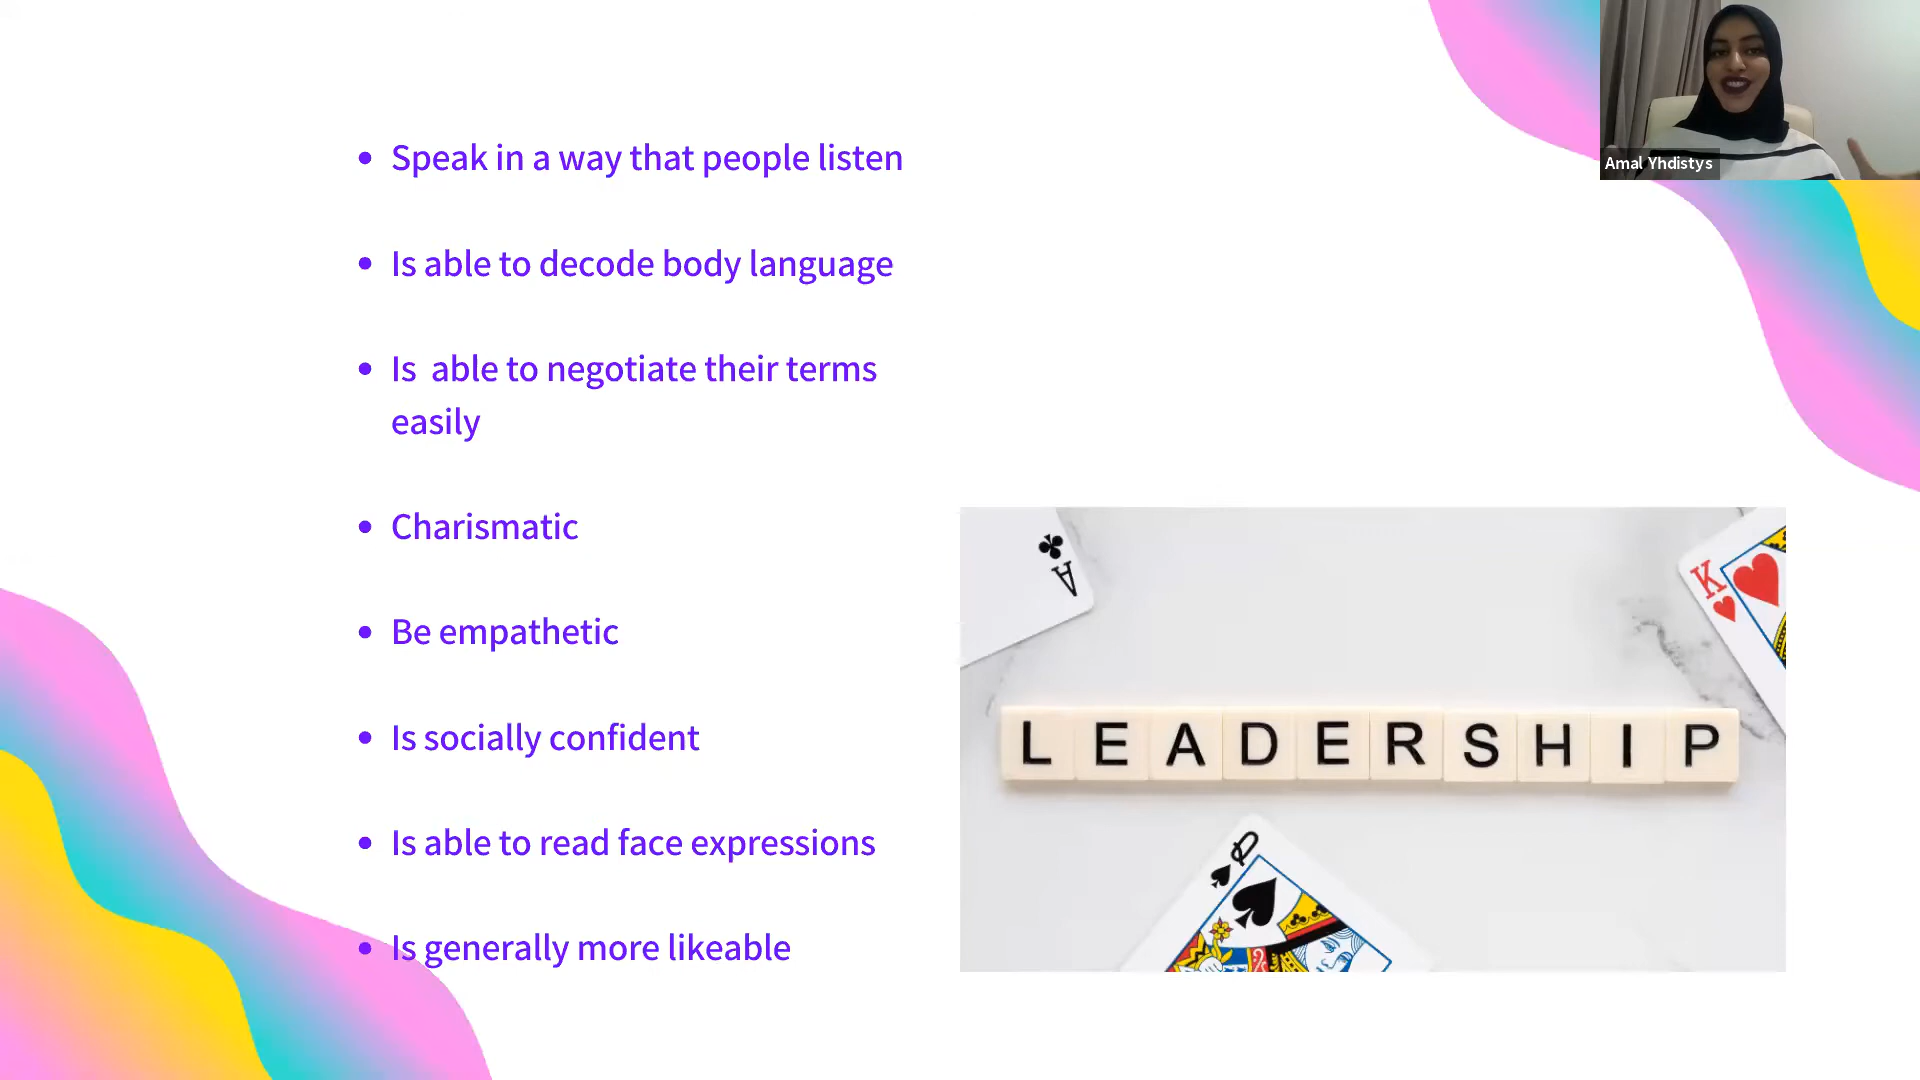 Amal Yhdistys
• Speak in a way that people listen
• Is able to decode body language
• Is  able to negotiate their terms
easily
• Charismatic
• Be empathetic
• Is socially confident
• Is able to read face expressions
• Is generally more likeable
A
K
LEADERSHIP
Q